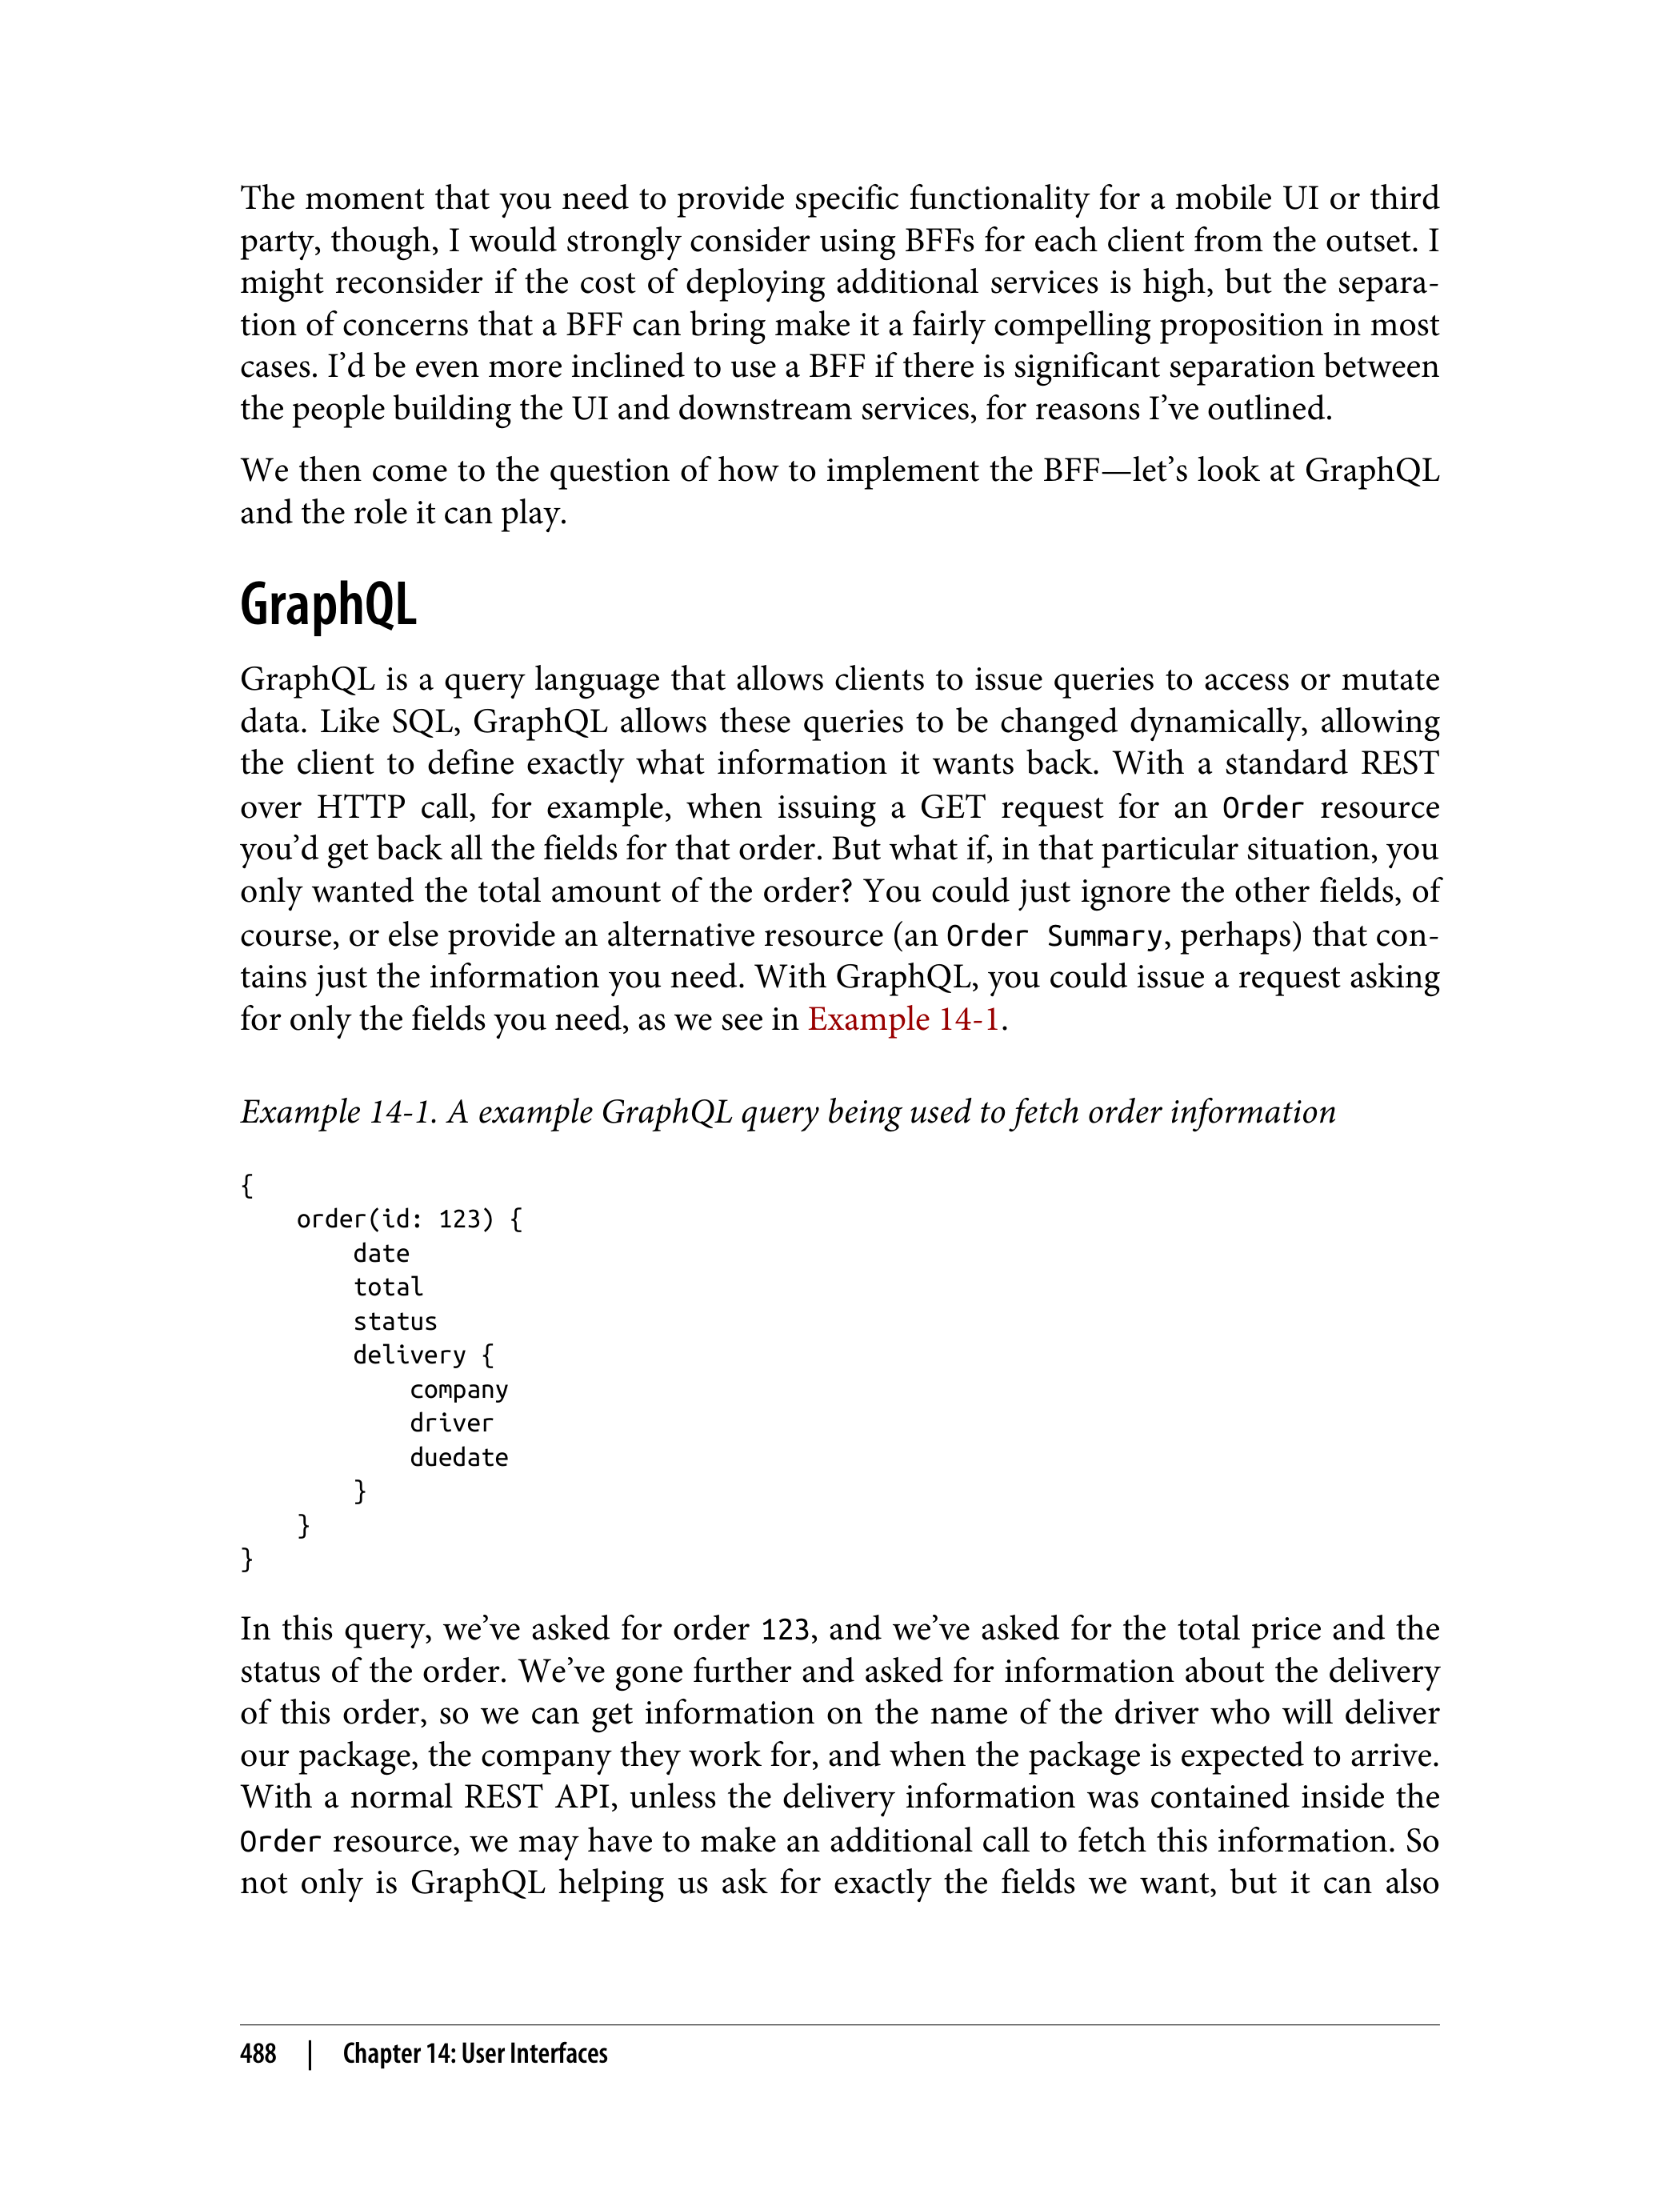 The moment that you need to provide specific functionality for a mobile UI or third
party, though, I would strongly consider using BFFs for each client from the outset. I
might reconsider if the cost of deploying additional services is high, but the separa-
tion of concerns that a BFF can bring make it a fairly compelling proposition in most
cases. I’d be even more inclined to use a BFF if there is significant separation between
the people building the UI and downstream services, for reasons I’ve outlined.
We then come to the question of how to implement the BFF—let’s look at GraphQL
and the role it can play.
GraphQL
GraphQL is a query language that allows clients to issue queries to access or mutate
data. Like SQL, GraphQL allows these queries to be changed dynamically, allowing
the client to define exactly what information it wants back. With a standard REST
over HTTP call, for example, when issuing a GET request for an Order resource
you’d get back all the fields for that order. But what if, in that particular situation, you
only wanted the total amount of the order? You could just ignore the other fields, of
course, or else provide an alternative resource (an Order Summary, perhaps) that con-
tains just the information you need. With GraphQL, you could issue a request asking
for only the fields you need, as we see in Example 14-1.
Example 14-1. A example GraphQL query being used to fetch order information
{
    order(id: 123) {
        date
        total
        status
        delivery {
            company
            driver
            duedate
        }
    }
}
In this query, we’ve asked for order 123, and we’ve asked for the total price and the
status of the order. We’ve gone further and asked for information about the delivery
of this order, so we can get information on the name of the driver who will deliver
our package, the company they work for, and when the package is expected to arrive.
With a normal REST API, unless the delivery information was contained inside the
Order resource, we may have to make an additional call to fetch this information. So
not only is GraphQL helping us ask for exactly the fields we want, but it can also
488 | Chapter 14: User Interfaces